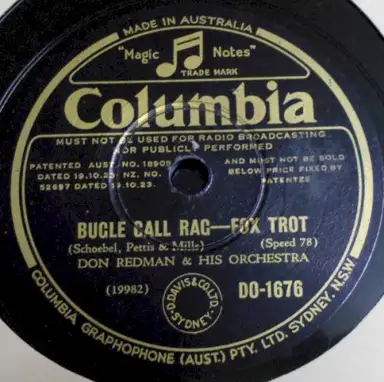 MADE IN AUSTRALIA
"Magic Notes"
TRADE MARK
Columbia
MUST NOT BE USED FOR RADIO BROADCASTING
NOR PUBLICLY PERFORMED
PATENTED AUST. NO. 18909 AND MUST NOT BE SOLD
DATED 19.10.23 NZ. NO. BELOW PRICE FIXED BY
52697 DATED 19.10.23. PATENTEE
BUGLE CALL RAG—FOX TROT
(Schoebel, Pettis & Mills) (Speed 78)
DON REDMAN & HIS ORCHESTRA
(19982) DO-1676
D.DAVIS & CO. LTD.
SYDNEY.
COLUMBIA GRAPHOPHONE (AUST.) PTY. LTD. SYDNEY. N.S.W